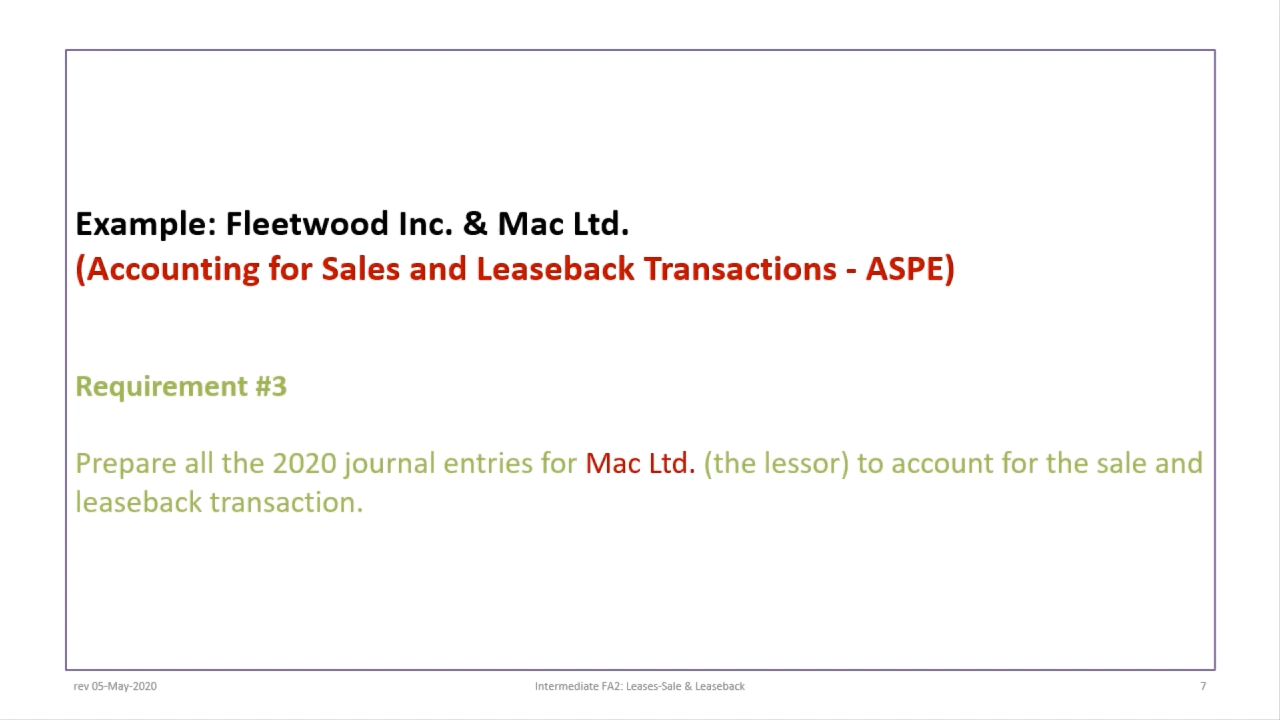 Example: Fleetwood Inc. & Mac Ltd.
(Accounting for Sales and Leaseback Transactions - ASPE)
Requirement #3
Prepare all the 2020 journal entries for Mac Ltd. (the lessor) to account for the sale and
leaseback transaction.
rev 05-May-2020
Intermediate FA2: Leases-Sale & Leaseback
7